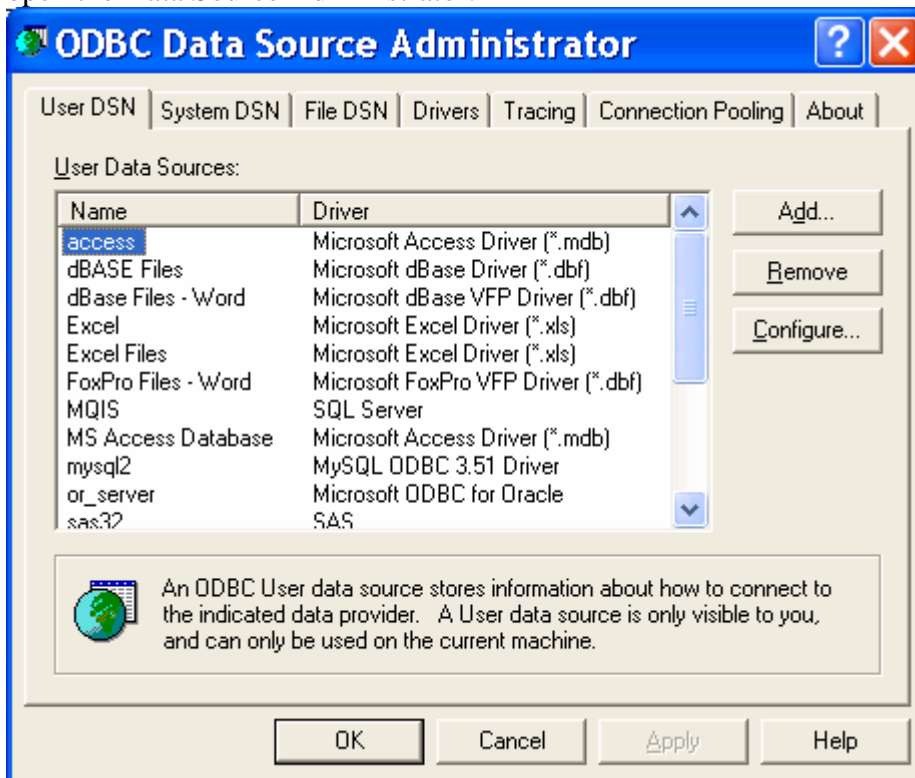 ODBC Data Source Administrator
User DSN System DSN File DSN Drivers Tracing Connection Pooling About
User Data Sources:
Name Driver
access Microsoft Access Driver (*.mdb)
dBASE Files Microsoft dBase Driver (*.dbf)
dBase Files - Word Microsoft dBase VFP Driver (*.dbf)
Excel Microsoft Excel Driver (*.xls)
Excel Files Microsoft Excel Driver (*.xls)
FoxPro Files - Word Microsoft FoxPro VFP Driver (*.dbf)
MQIS SQL Server
MS Access Database Microsoft Access Driver (*.mdb)
mysql2 MySQL ODBC 3.51 Driver
or_server Microsoft ODBC for Oracle
sas32 SAS
Add...
Remove
Configure...
An ODBC User data source stores information about how to connect to
the indicated data provider. A User data source is only visible to you,
and can only be used on the current machine.
OK Cancel Apply Help